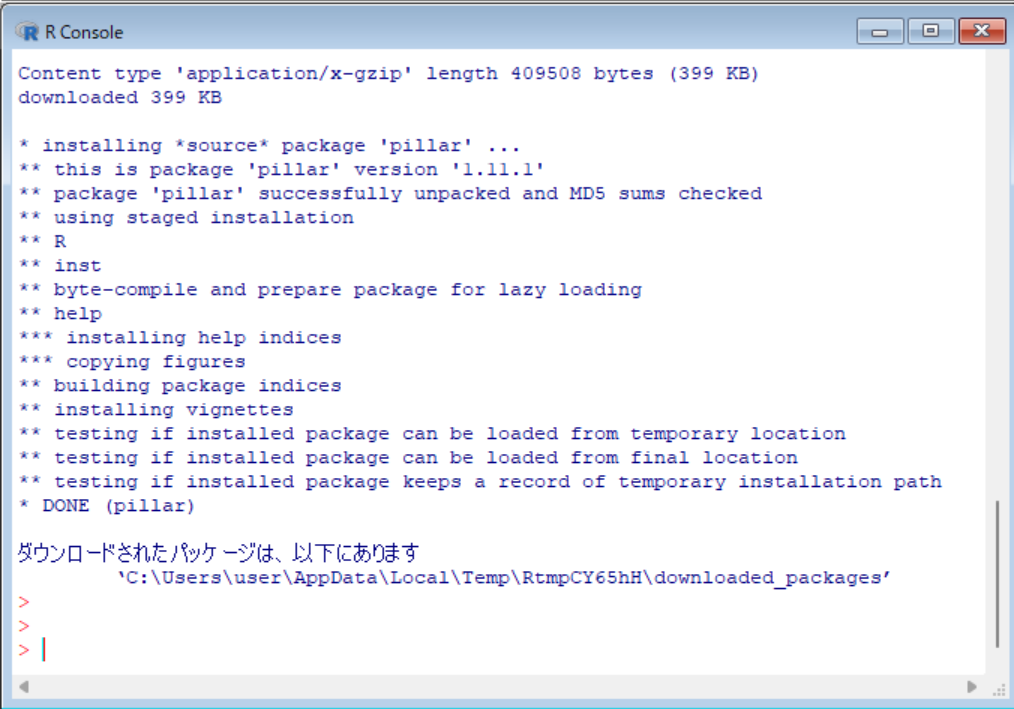 R Console
Content type 'application/x-gzip' length 409508 bytes (399 KB)
downloaded 399 KB
* installing *source* package 'pillar' ...
** this is package 'pillar' version '1.11.1'
** package 'pillar' successfully unpacked and MD5 sums checked
** using staged installation
** R
** inst
** byte-compile and prepare package for lazy loading
** help
*** installing help indices
*** copying figures
** building package indices
** installing vignettes
** testing if installed package can be loaded from temporary location
** testing if installed package can be loaded from final location
** testing if installed package keeps a record of temporary installation path
* DONE (pillar)
ダウンロードされたパッケージは、以下にあります
‘C:\Users\user\AppData\Local\Temp\RtmpCY65hH\downloaded_packages’
>
>
>